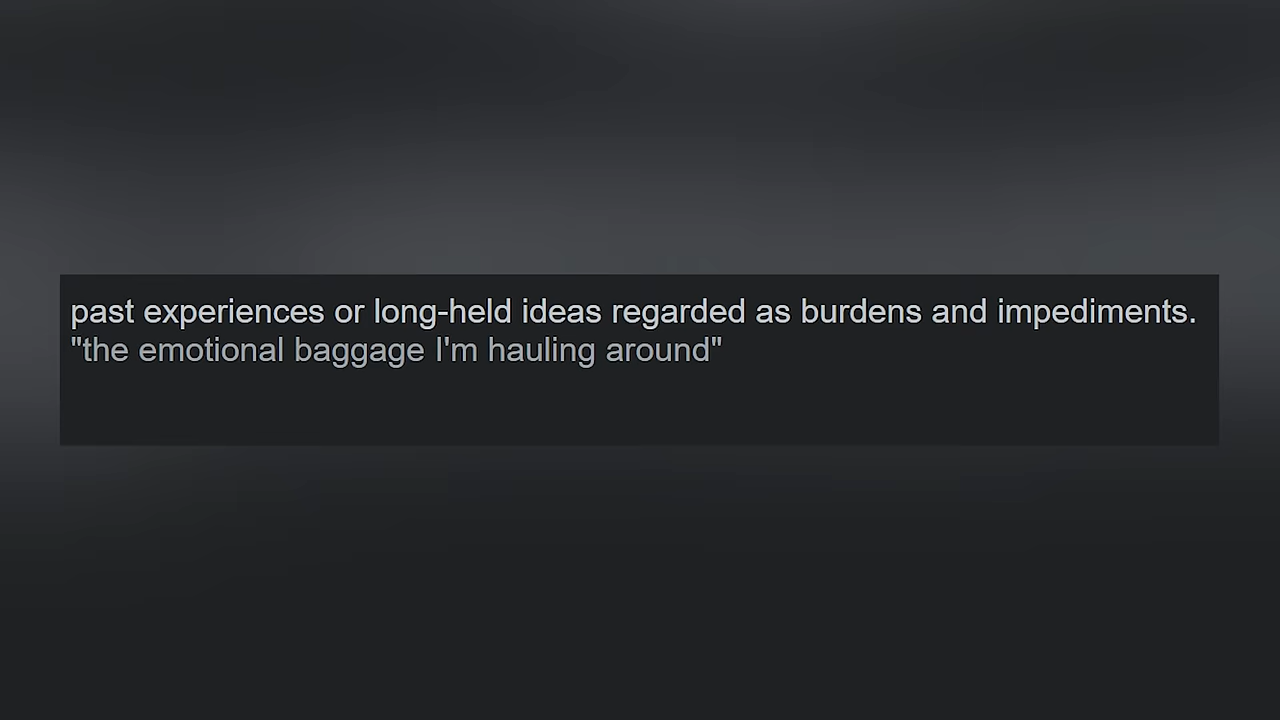 past experiences or long-held ideas regarded as burdens and impediments.
"the emotional baggage I'm hauling around"